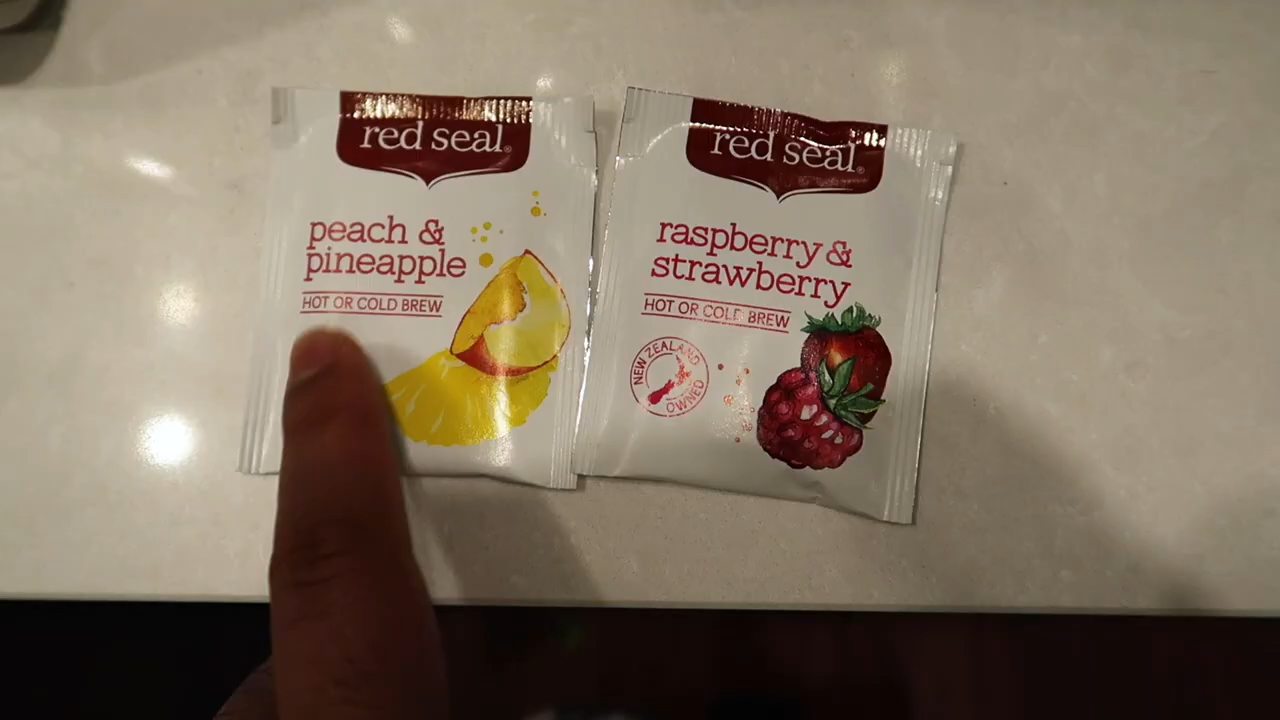 red seal®
peach &
pineapple
HOT OR COLD BREW
red seal®
raspberry &
strawberry
HOT OR COLD BREW
NEW ZEALAND
OWNED